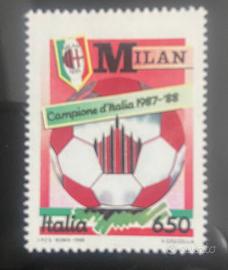 MILAN
Campione d'Italia 1987-'88
Italia 650
I.P.Z.S. ROMA 1988